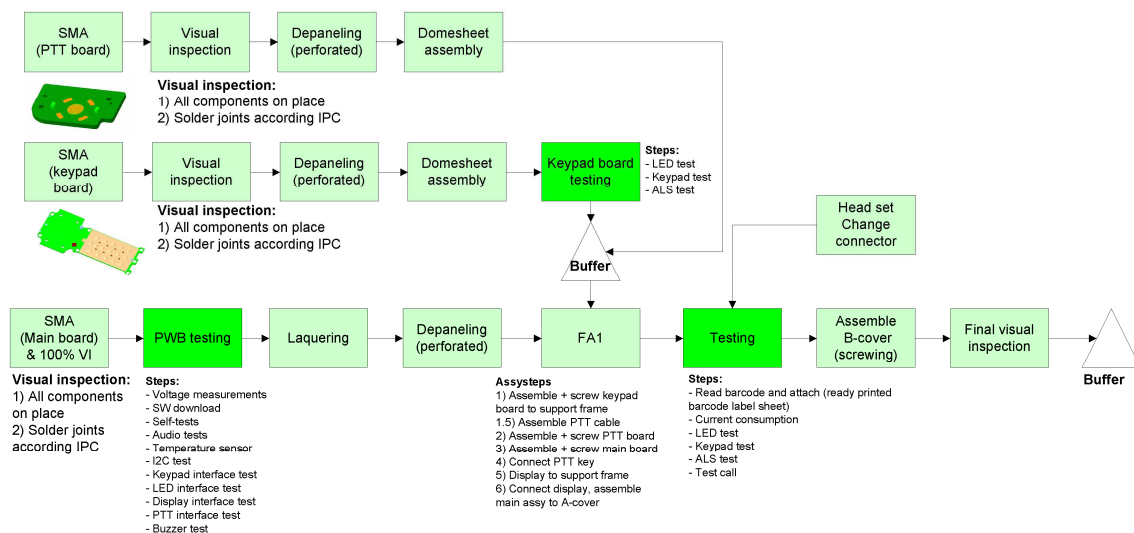 SMA
(PTT board)
Visual
inspection
Depaneling
(perforated)
Domesheet
assembly
Visual inspection:
1) All components on place
2) Solder joints according IPC
SMA
(keypad
board)
Visual
inspection
Depaneling
(perforated)
Domesheet
assembly
Keypad board
testing
Steps:
- LED test
- Keypad test
- ALS test
Visual inspection:
1) All components on place
2) Solder joints according IPC
Head set
Change
connector
Buffer
SMA
(Main board)
& 100% VI
PWB testing
Laquering
Depaneling
(perforated)
FA1
Testing
Assemble
B-cover
(screwing)
Final visual
inspection
Buffer
Visual inspection:
1) All components
on place
2) Solder joints
according IPC
Steps:
- Voltage measurements
- SW download
- Self-tests
- Audio tests
- Temperature sensor
- I2C test
- Keypad interface test
- LED interface test
- Display interface test
- PTT interface test
- Buzzer test
Assysteps
1) Assemble + screw keypad
board to support frame
1.5) Assemble PTT cable
2) Assemble + screw PTT board
3) Assemble + screw main board
4) Connect PTT key
5) Display to support frame
6) Connect display, assemble
main assy to A-cover
Steps:
- Read barcode and attach (ready printed
barcode label sheet)
- Current consumption
- LED test
- Keypad test
- ALS test
- Test call